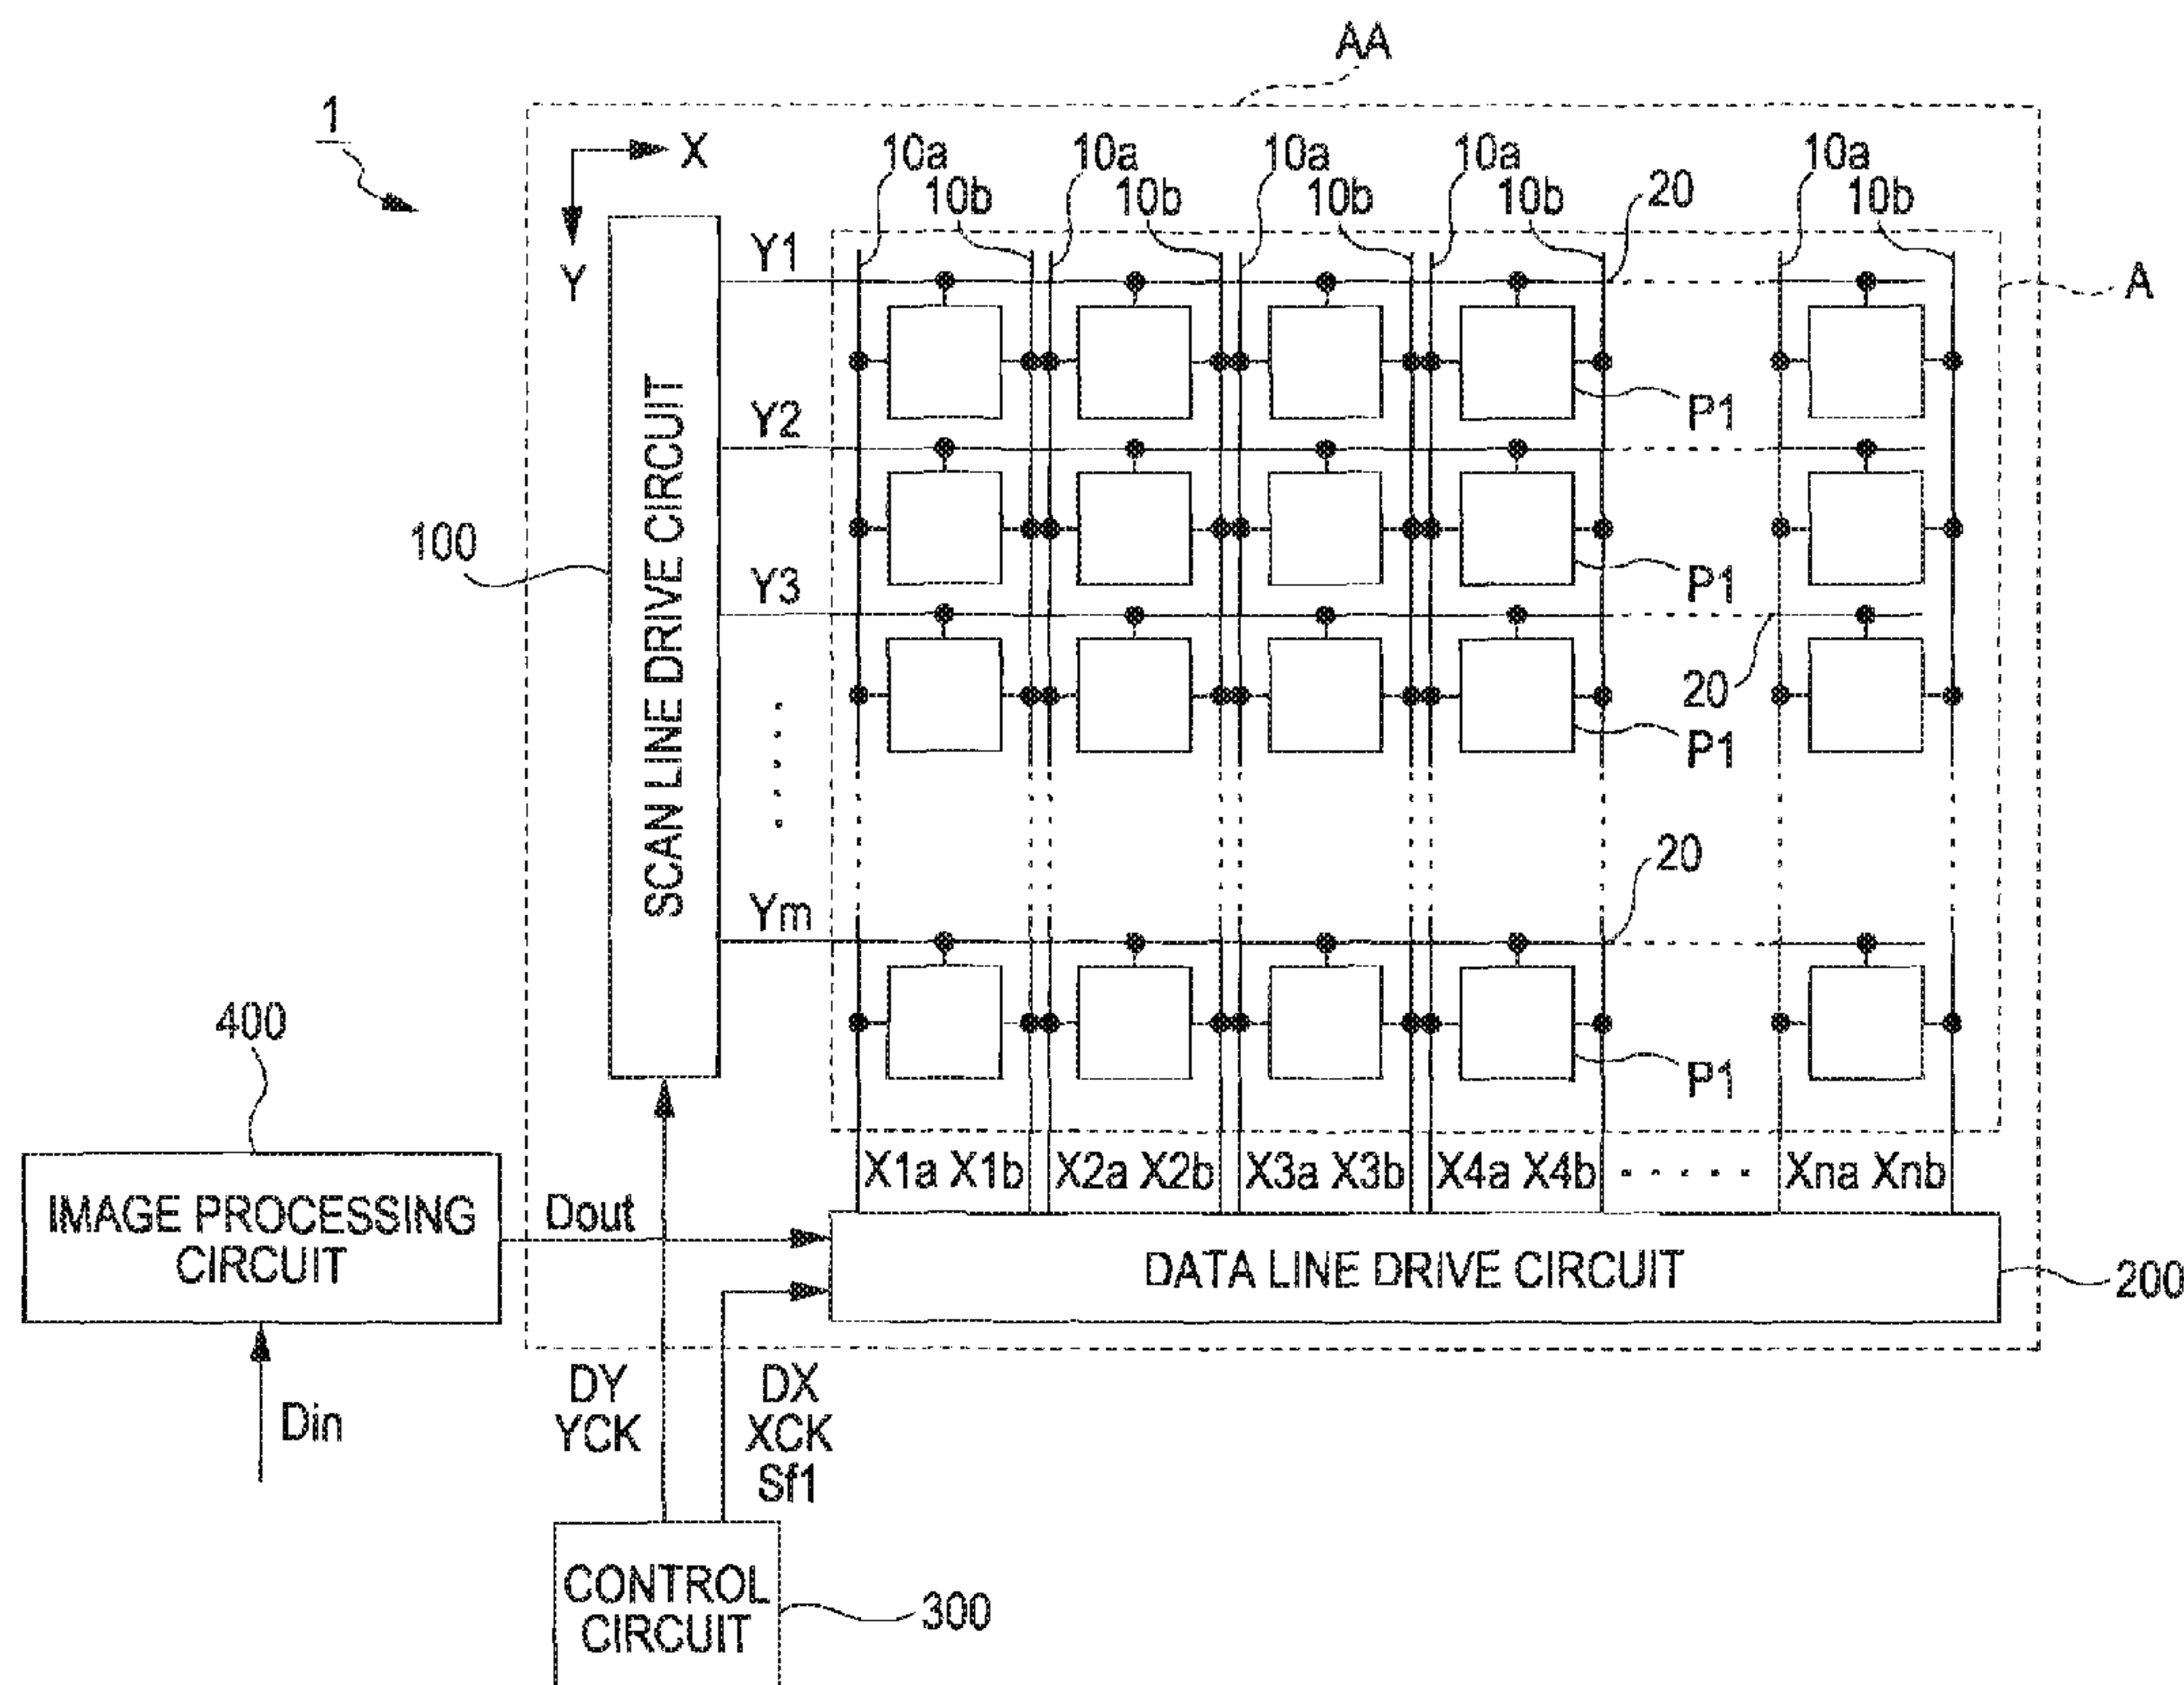 AA
1
X
Y
10a 10a 10a 10a 10a
10b 10b 10b 10b 20 10b
Y1
A
P1
Y2
SCAN LINE DRIVE CIRCUIT
100
P1
Y3
20
P1
20
Ym
P1
400
X1a X1b X2a X2b X3a X3b X4a X4b ..... Xna Xnb
IMAGE PROCESSING
CIRCUIT
Dout
DATA LINE DRIVE CIRCUIT
200
Din
DY
YCK
DX
XCK
Sf1
CONTROL
CIRCUIT
300